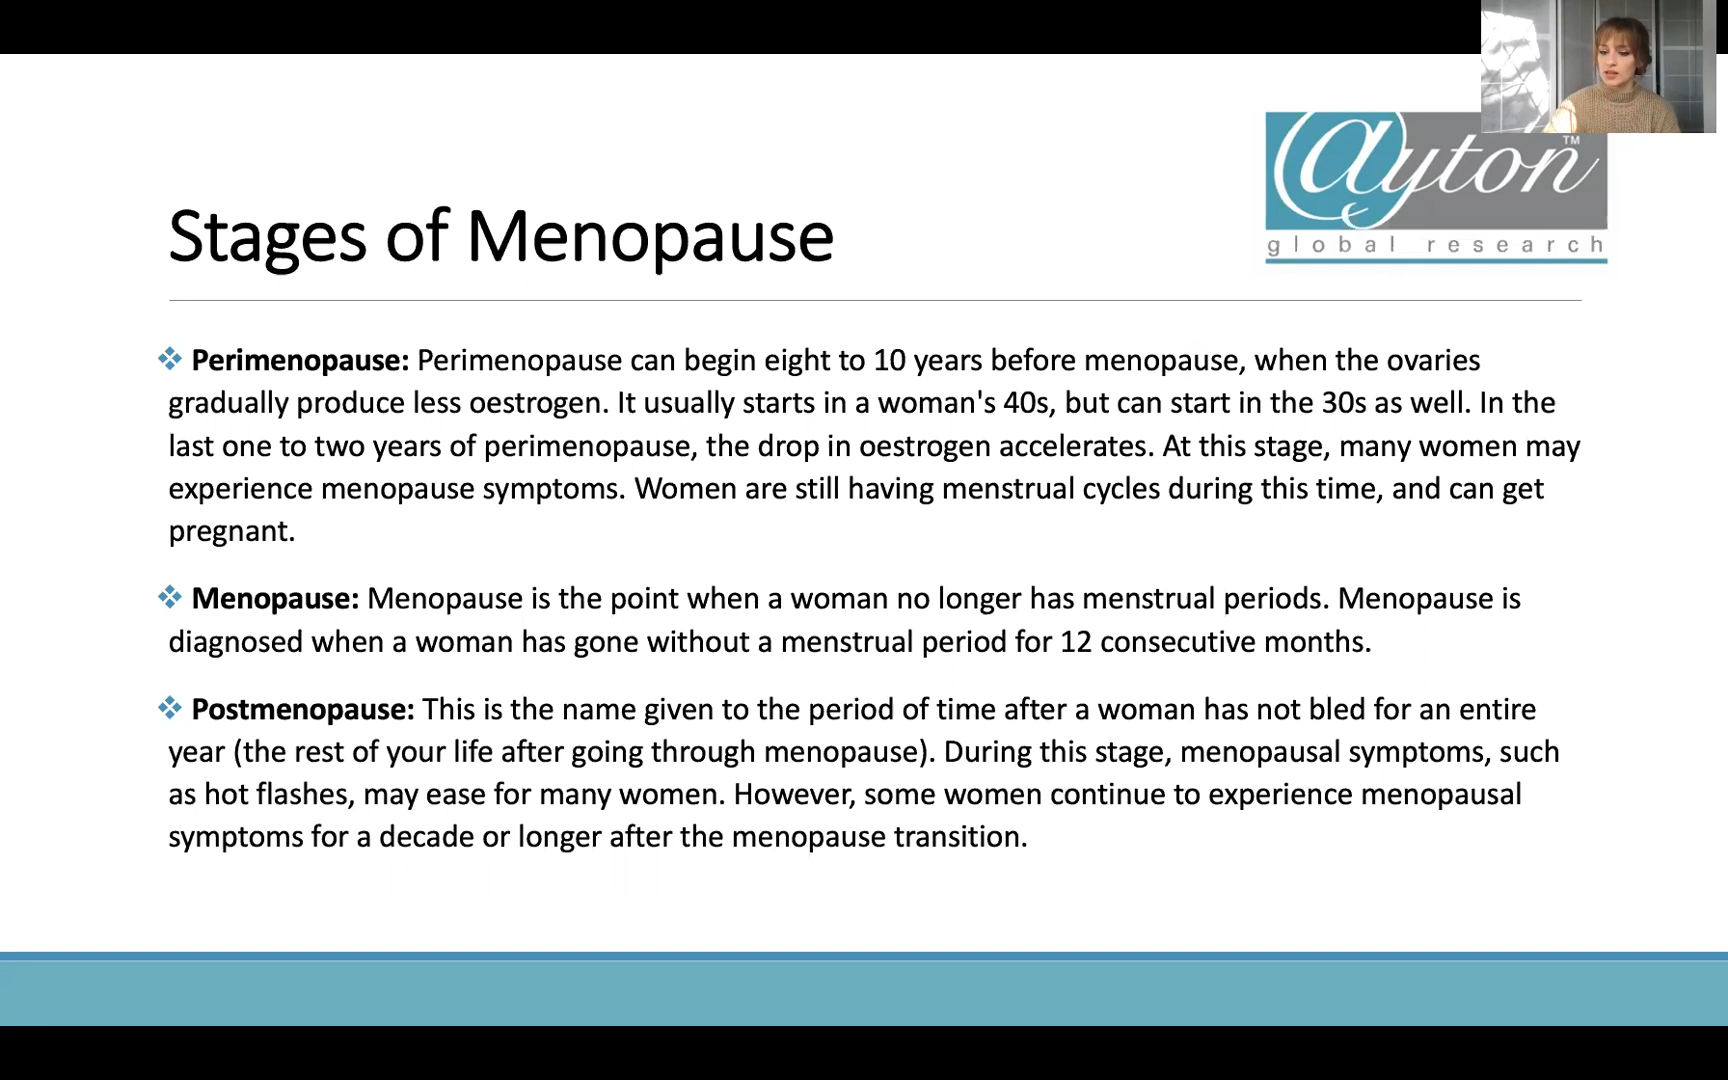 @yton™
global research
Stages of Menopause
❖ Perimenopause: Perimenopause can begin eight to 10 years before menopause, when the ovaries
gradually produce less oestrogen. It usually starts in a woman's 40s, but can start in the 30s as well. In the
last one to two years of perimenopause, the drop in oestrogen accelerates. At this stage, many women may
experience menopause symptoms. Women are still having menstrual cycles during this time, and can get
pregnant.
❖ Menopause: Menopause is the point when a woman no longer has menstrual periods. Menopause is
diagnosed when a woman has gone without a menstrual period for 12 consecutive months.
❖ Postmenopause: This is the name given to the period of time after a woman has not bled for an entire
year (the rest of your life after going through menopause). During this stage, menopausal symptoms, such
as hot flashes, may ease for many women. However, some women continue to experience menopausal
symptoms for a decade or longer after the menopause transition.